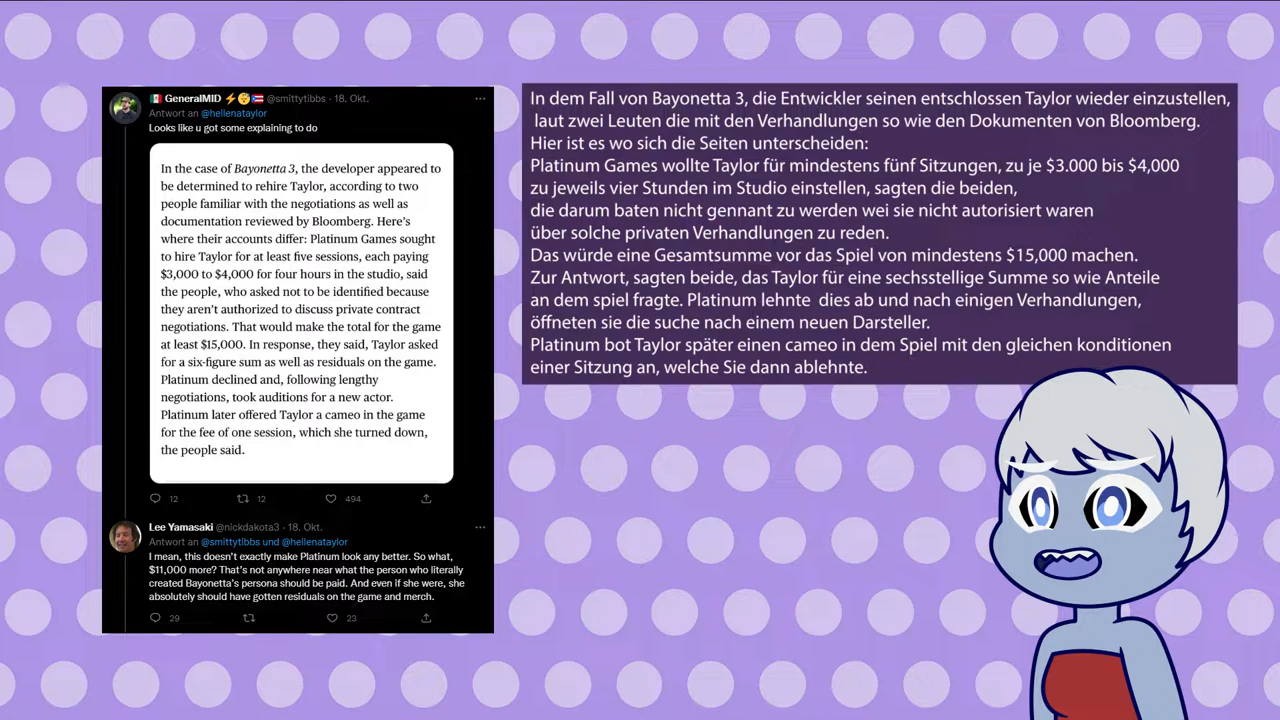 GeneralMID @smittytibbs · 18. Okt.
Antwort an @hellenataylor
Looks like u got some explaining to do
In the case of Bayonetta 3, the developer appeared to
be determined to rehire Taylor, according to two
people familiar with the negotiations as well as
documentation reviewed by Bloomberg. Here's
where their accounts differ: Platinum Games sought
to hire Taylor for at least five sessions, each paying
$3,000 to $4,000 for four hours in the studio, said
the people, who asked not to be identified because
they aren't authorized to discuss private contract
negotiations. That would make the total for the game
at least $15,000. In response, they said, Taylor asked
for a six-figure sum as well as residuals on the game.
Platinum declined and, following lengthy
negotiations, took auditions for a new actor.
Platinum later offered Taylor a cameo in the game
for the fee of one session, which she turned down,
the people said.
12 12 494
Lee Yamasaki @nickdakota3 · 18. Okt.
Antwort an @smittytibbs und @hellenataylor
I mean, this doesn't exactly make Platinum look any better. So what,
$11,000 more? That's not anywhere near what the person who literally
created Bayonetta's persona should be paid. And even if she were, she
absolutely should have gotten residuals on the game and merch.
29 23
In dem Fall von Bayonetta 3, die Entwickler seinen entschlossen Taylor wieder einzustellen,
laut zwei Leuten die mit den Verhandlungen so wie den Dokumenten von Bloomberg.
Hier ist es wo sich die Seiten unterscheiden:
Platinum Games wollte Taylor für mindestens fünf Sitzungen, zu je $3.000 bis $4,000
zu jeweils vier Stunden im Studio einstellen, sagten die beiden,
die darum baten nicht gennant zu werden wei sie nicht autorisiert waren
über solche privaten Verhandlungen zu reden.
Das würde eine Gesamtsumme vor das Spiel von mindestens $15,000 machen.
Zur Antwort, sagten beide, das Taylor für eine sechsstellige Summe so wie Anteile
an dem spiel fragte. Platinum lehnte dies ab und nach einigen Verhandlungen,
öffneten sie die suche nach einem neuen Darsteller.
Platinum bot Taylor später einen cameo in dem Spiel mit den gleichen konditionen
einer Sitzung an, welche Sie dann ablehnte.